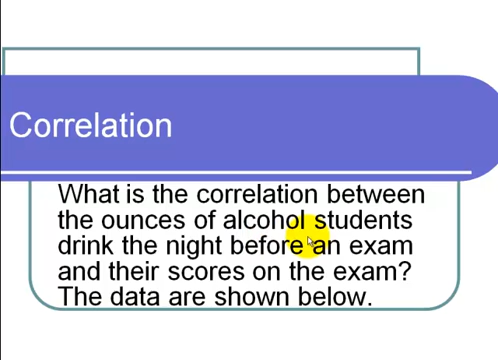 Correlation
What is the correlation between
the ounces of alcohol students
drink the night before an exam
and their scores on the exam?
The data are shown below.